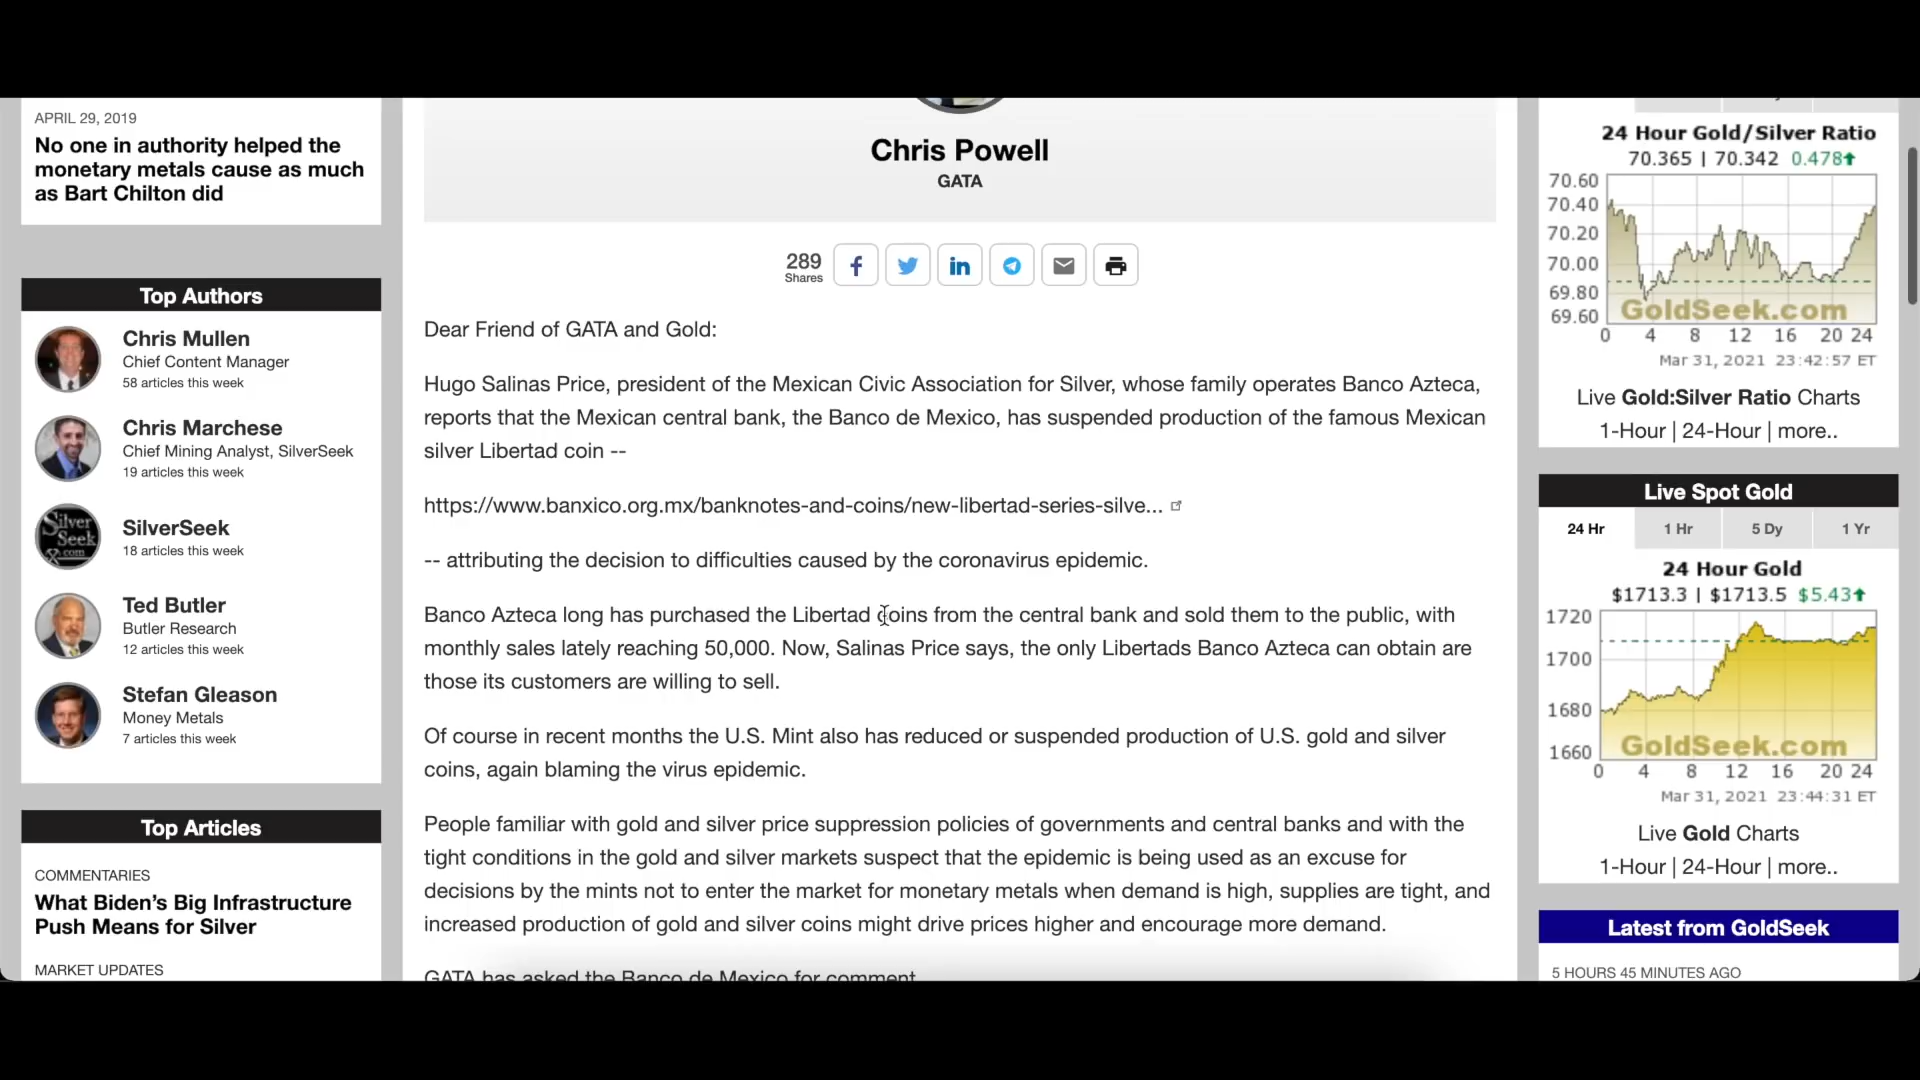 APRIL 29, 2019
No one in authority helped the
monetary metals cause as much
as Bart Chilton did
Top Authors
Chris Mullen
Chief Content Manager
58 articles this week
Chris Marchese
Chief Mining Analyst, SilverSeek
19 articles this week
Silver
Seek
.com
SilverSeek
18 articles this week
Ted Butler
Butler Research
12 articles this week
Stefan Gleason
Money Metals
7 articles this week
Top Articles
COMMENTARIES
What Biden's Big Infrastructure
Push Means for Silver
MARKET UPDATES
Chris Powell
GATA
289
Shares
Dear Friend of GATA and Gold:
Hugo Salinas Price, president of the Mexican Civic Association for Silver, whose family operates Banco Azteca,
reports that the Mexican central bank, the Banco de Mexico, has suspended production of the famous Mexican
silver Libertad coin --
https://www.banxico.org.mx/banknotes-and-coins/new-libertad-series-silve...
-- attributing the decision to difficulties caused by the coronavirus epidemic.
Banco Azteca long has purchased the Libertad coins from the central bank and sold them to the public, with
monthly sales lately reaching 50,000. Now, Salinas Price says, the only Libertads Banco Azteca can obtain are
those its customers are willing to sell.
Of course in recent months the U.S. Mint also has reduced or suspended production of U.S. gold and silver
coins, again blaming the virus epidemic.
People familiar with gold and silver price suppression policies of governments and central banks and with the
tight conditions in the gold and silver markets suspect that the epidemic is being used as an excuse for
decisions by the mints not to enter the market for monetary metals when demand is high, supplies are tight, and
increased production of gold and silver coins might drive prices higher and encourage more demand.
GATA has asked the Banco de Mexico for comment
24 Hour Gold/Silver Ratio
70.365 | 70.342 0.478
70.60
70.40
70.20
70.00
69.80
69.60
GoldSeek.com
0 4 8 12 16 20 24
Mar 31, 2021 23:42:57 ET
Live Gold:Silver Ratio Charts
1-Hour | 24-Hour | more..
Live Spot Gold
24 Hr 1 Hr 5 Dy 1 Yr
24 Hour Gold
$1713.3 | $1713.5 $5.43
1720
1700
1680
1660
GoldSeek.com
0 4 8 12 16 20 24
Mar 31, 2021 23:44:31 ET
Live Gold Charts
1-Hour | 24-Hour | more..
Latest from GoldSeek
5 HOURS 45 MINUTES AGO